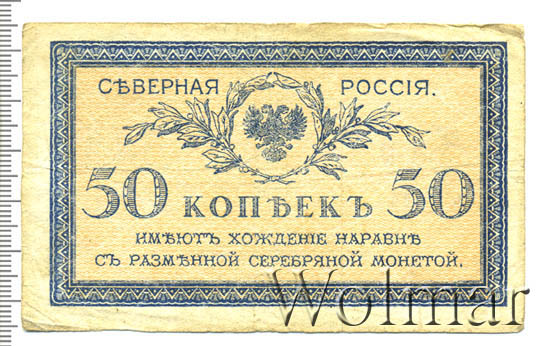 СѢВЕРНАЯ РОССІЯ.
50 КОПѢЕКЪ 50
ИМѢЮТЪ ХОЖДЕНІЕ НАРАВНѢ
СЪ РАЗМѢННОЙ СЕРЕБРЯНОЙ МОНЕТОЙ.
Wolmar